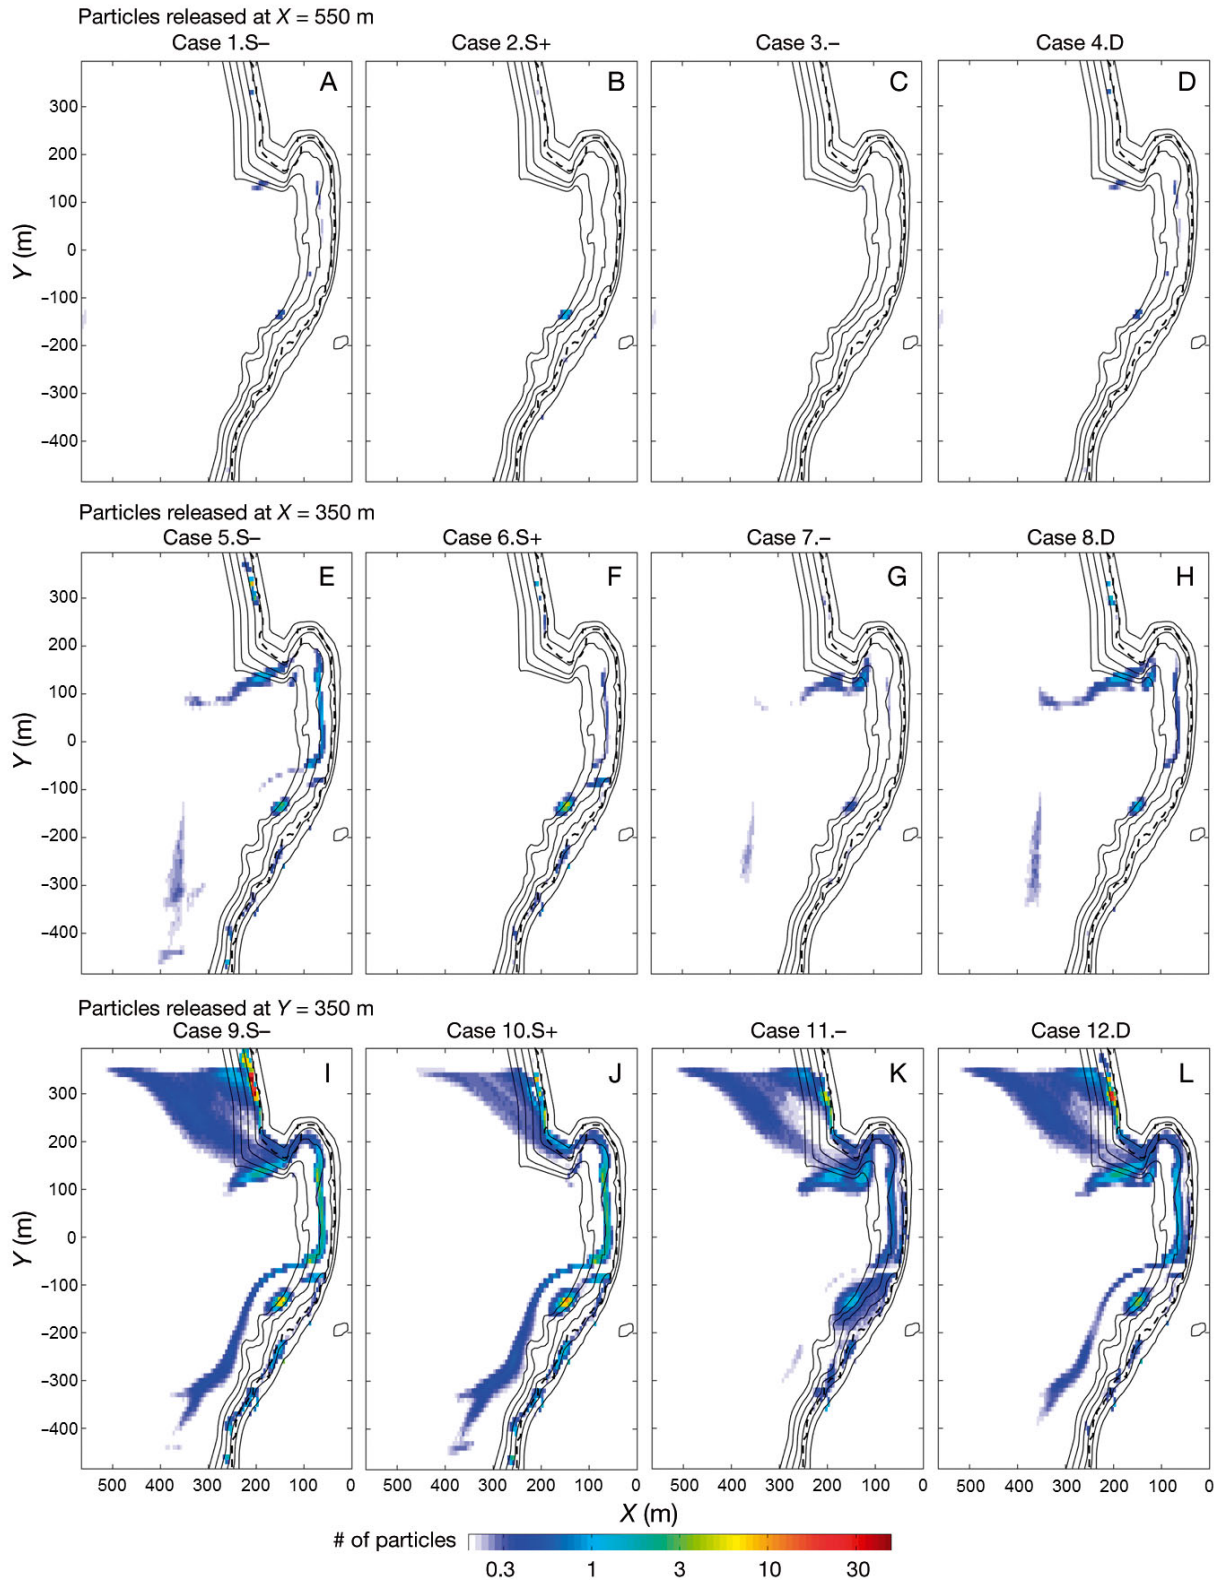 Particles released at X = 550 m
Case 1.S– Case 2.S+ Case 3.– Case 4.D
A B C D
300
200
100
0
–100
–200
–300
–400
Y (m)
Particles released at X = 350 m
Case 5.S– Case 6.S+ Case 7.– Case 8.D
E F G H
300
200
100
0
–100
–200
–300
–400
Y (m)
Particles released at Y = 350 m
Case 9.S– Case 10.S+ Case 11.– Case 12.D
I J K L
300
200
100
0
–100
–200
–300
–400
Y (m)
500 400 300 200 100 0 500 400 300 200 100 0 500 400 300 200 100 0 500 400 300 200 100 0
X (m)
# of particles
0.3 1 3 10 30